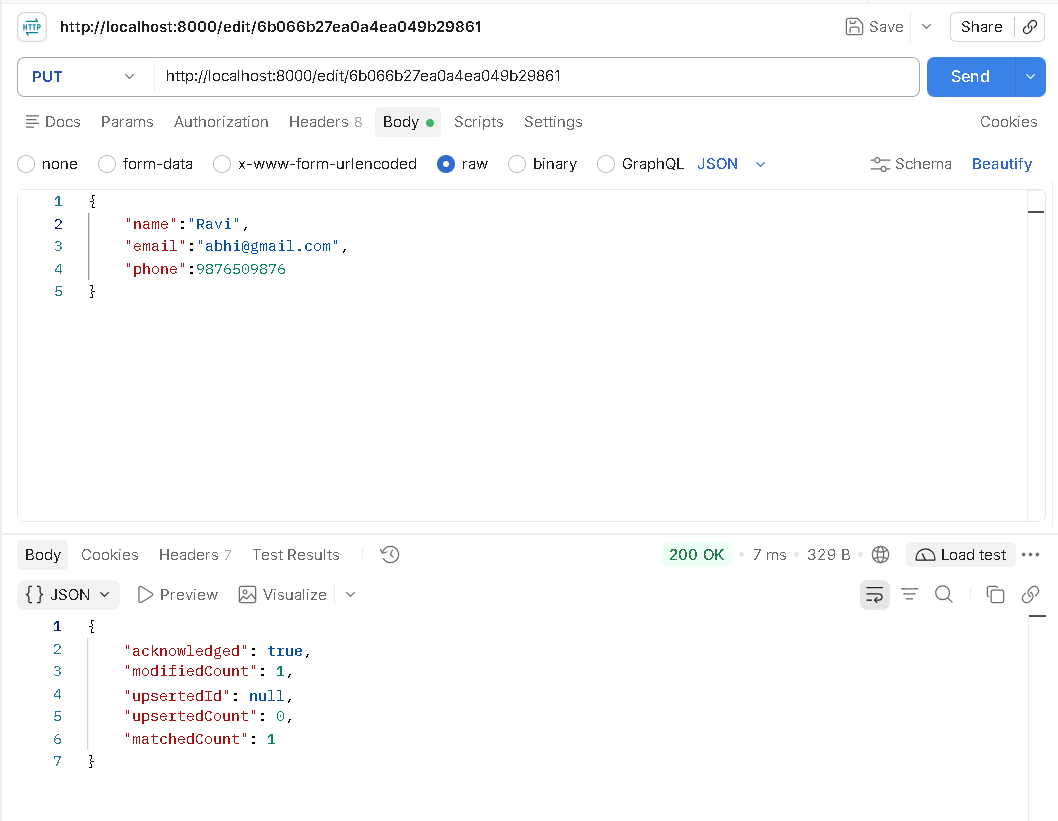 HTTP http://localhost:8000/edit/6b066b27ea0a4ea049b29861 Save Share
PUT http://localhost:8000/edit/6b066b27ea0a4ea049b29861 Send
Docs Params Authorization Headers 8 Body Scripts Settings Cookies
none form-data x-www-form-urlencoded raw binary GraphQL JSON Schema Beautify
1 {
2 "name":"Ravi",
3 "email":"abhi@gmail.com",
4 "phone":9876509876
5 }
Body Cookies Headers 7 Test Results 200 OK • 7 ms • 329 B • Load test
{} JSON Preview Visualize
1 {
2 "acknowledged": true,
3 "modifiedCount": 1,
4 "upsertedId": null,
5 "upsertedCount": 0,
6 "matchedCount": 1
7 }